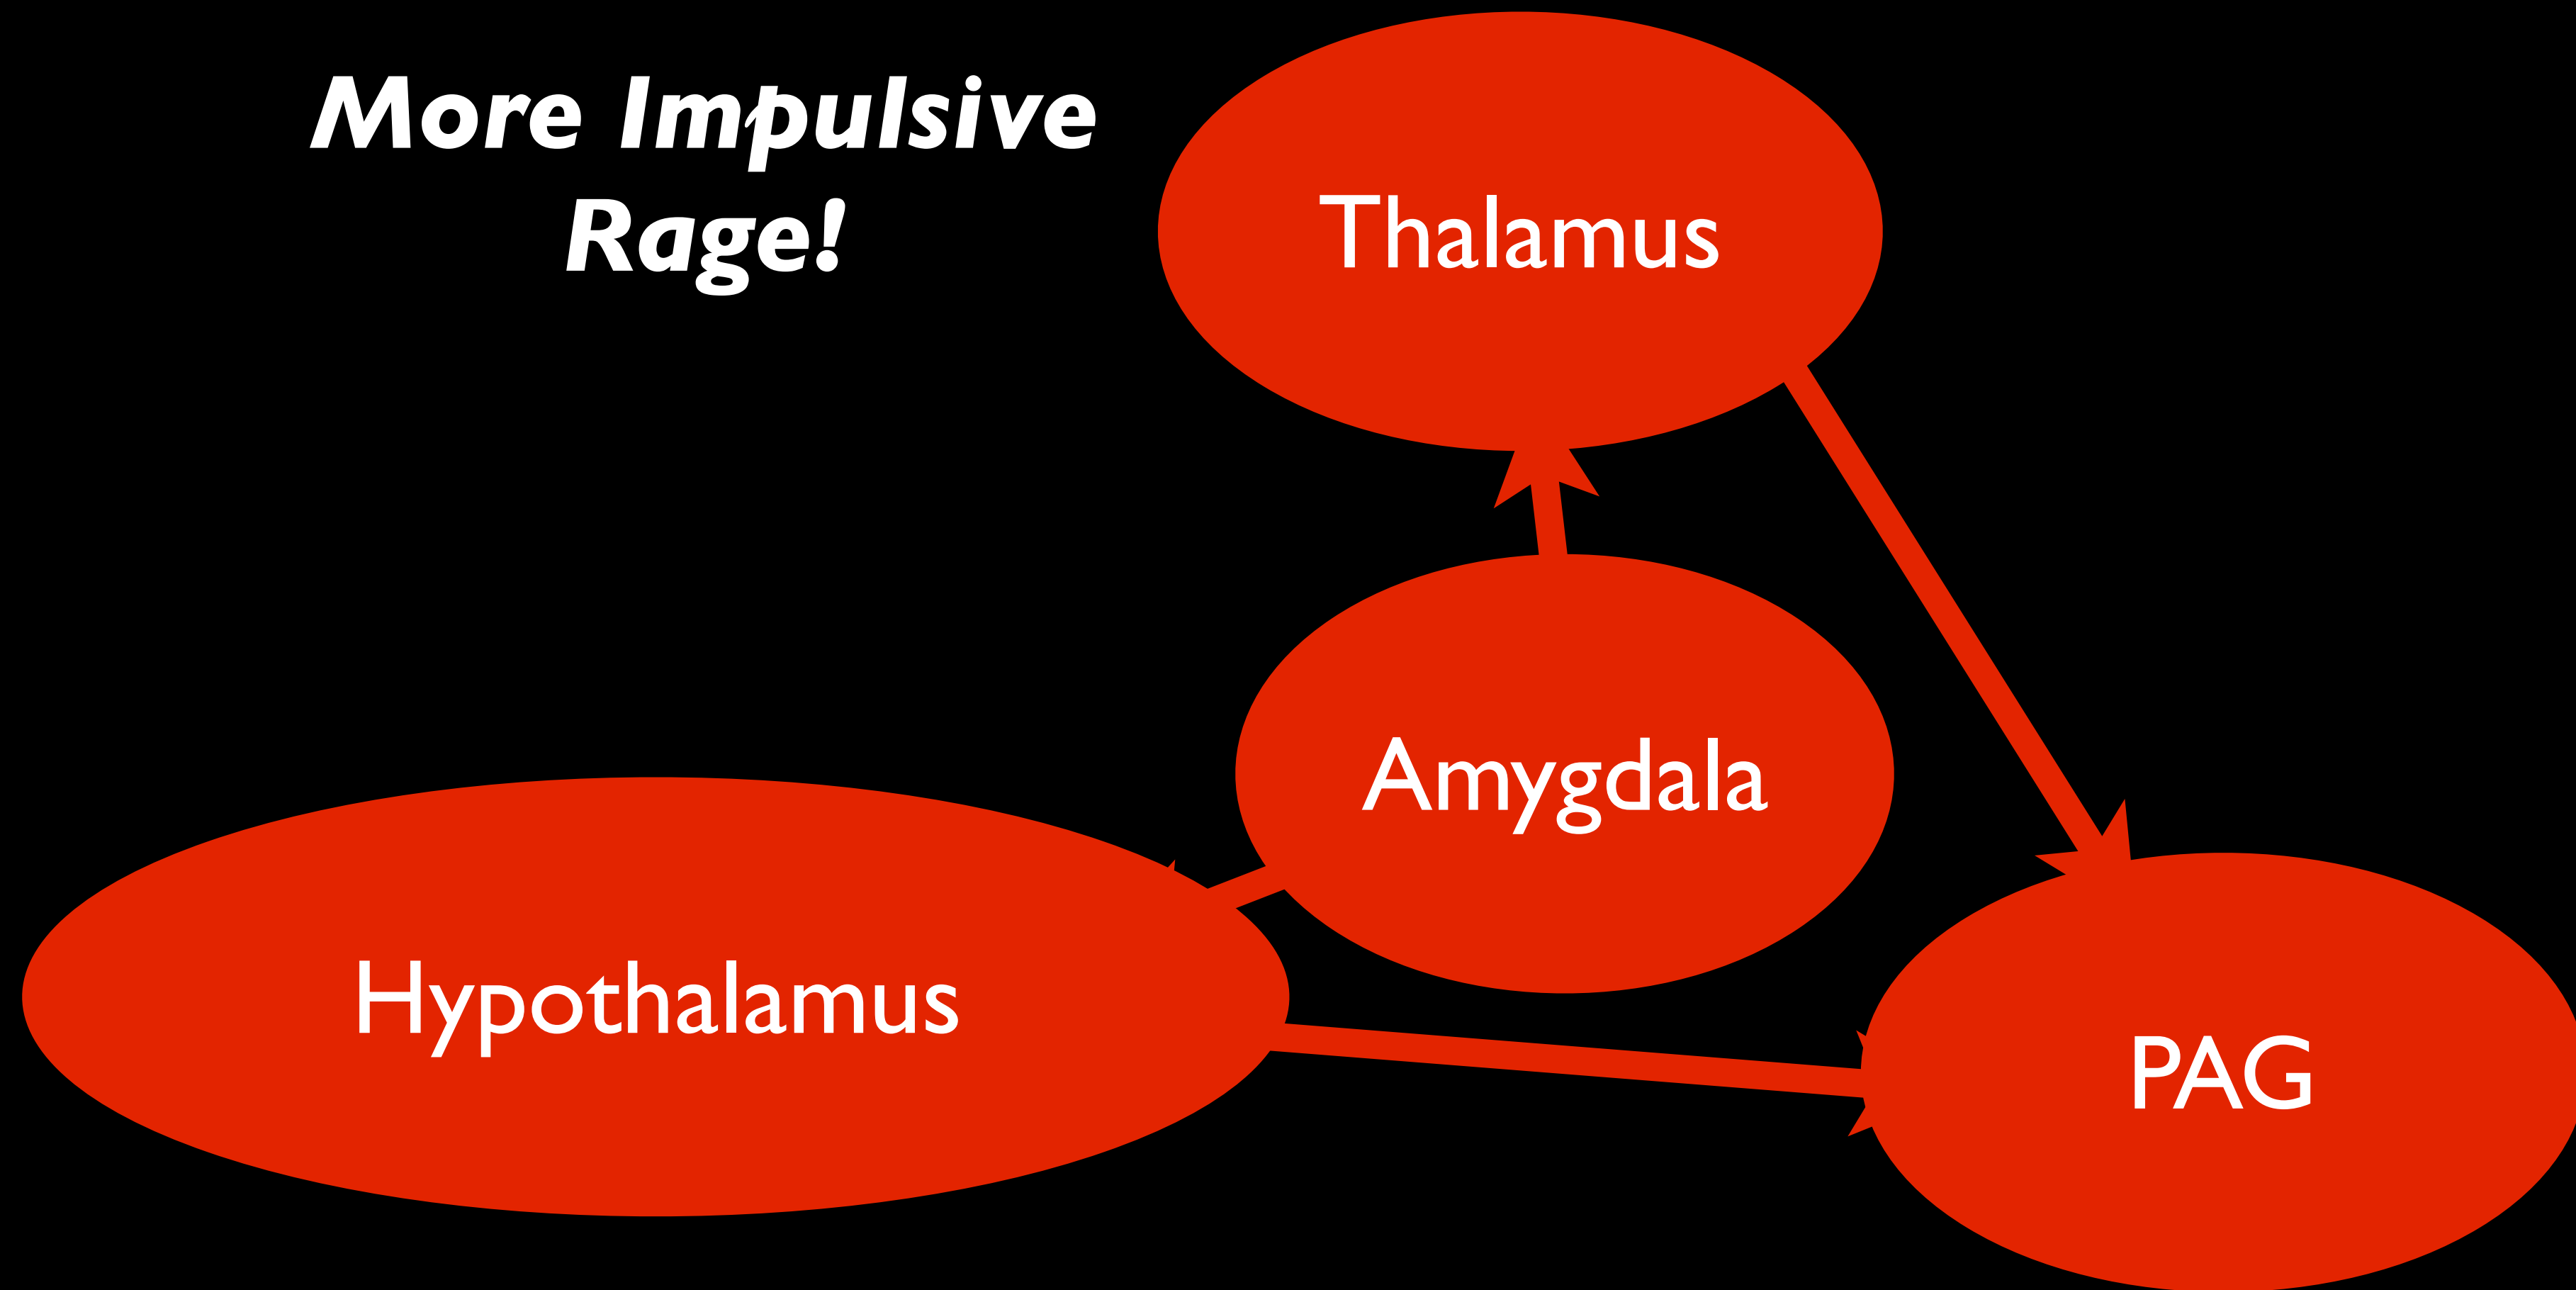 More Impulsive
Rage!
Thalamus
Amygdala
Hypothalamus
PAG